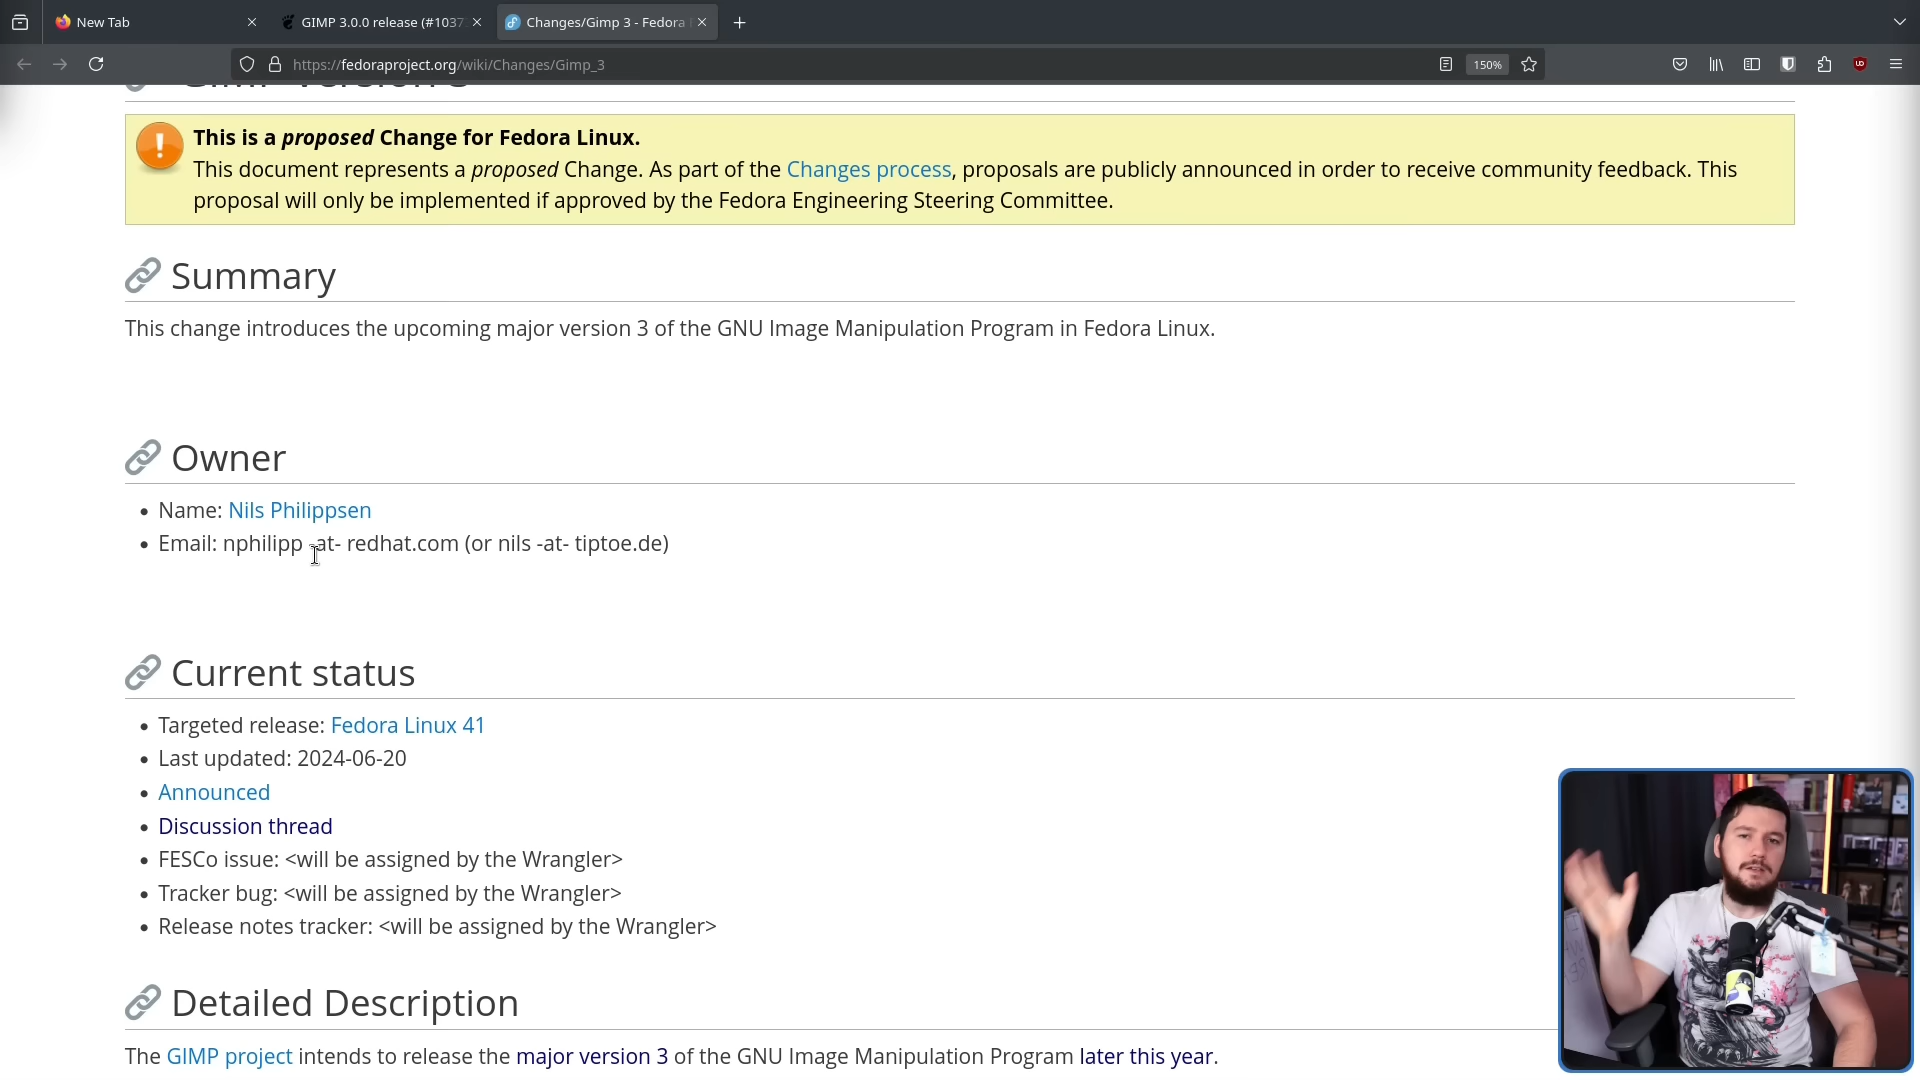 New Tab
GIMP 3.0.0 release (#1037
Changes/Gimp 3 - Fedora
https://fedoraproject.org/wiki/Changes/Gimp_3
150%
This is a proposed Change for Fedora Linux.
This document represents a proposed Change. As part of the Changes process, proposals are publicly announced in order to receive community feedback. This
proposal will only be implemented if approved by the Fedora Engineering Steering Committee.
Summary
This change introduces the upcoming major version 3 of the GNU Image Manipulation Program in Fedora Linux.
Owner
• Name: Nils Philippsen
• Email: nphilipp -at- redhat.com (or nils -at- tiptoe.de)
Current status
• Targeted release: Fedora Linux 41
• Last updated: 2024-06-20
• Announced
• Discussion thread
• FESCo issue: <will be assigned by the Wrangler>
• Tracker bug: <will be assigned by the Wrangler>
• Release notes tracker: <will be assigned by the Wrangler>
Detailed Description
The GIMP project intends to release the major version 3 of the GNU Image Manipulation Program later this year.